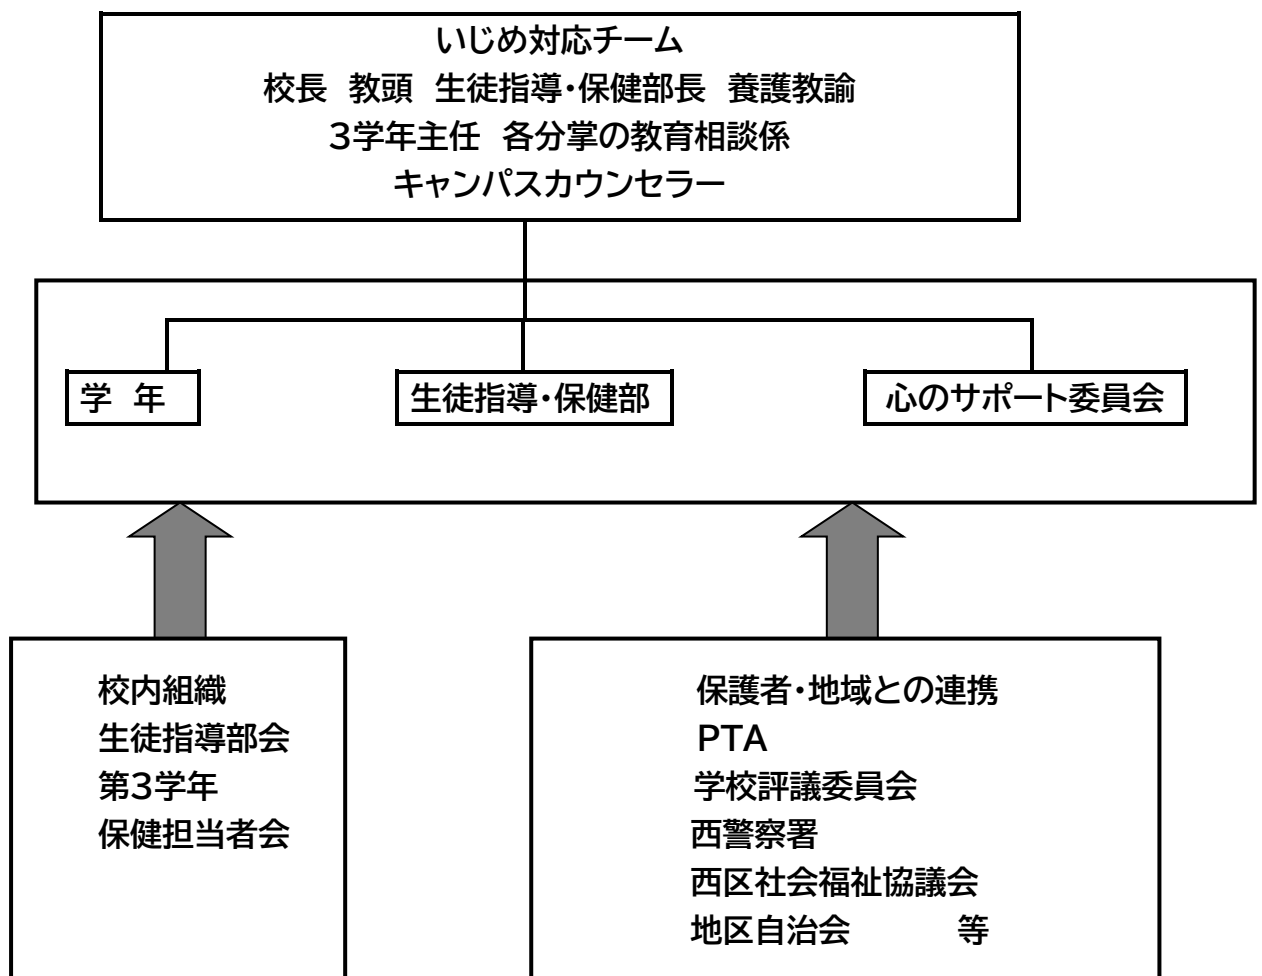 いじめ対応チーム
校長 教頭 生徒指導・保健部長 養護教諭
3学年主任 各分掌の教育相談係
キャンパスカウンセラー
学 年
生徒指導・保健部
心のサポート委員会
校内組織
生徒指導部会
第3学年
保健担当者会
保護者・地域との連携
PTA
学校評議委員会
西警察署
西区社会福祉協議会
地区自治会 等